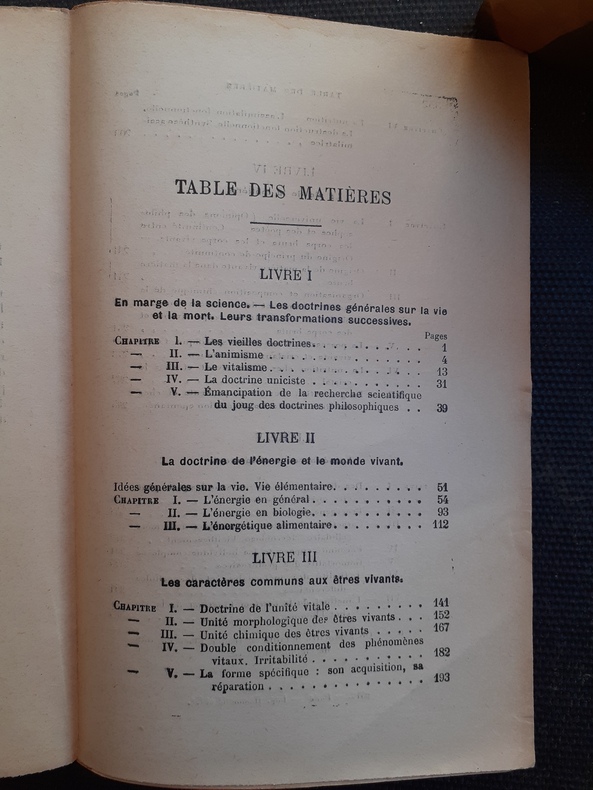 TABLE DES MATIÈRES
LIVRE I
En marge de la science. — Les doctrines générales sur la vie
et la mort. Leurs transformations successives.
Pages
CHAPITRE I. — Les vieilles doctrines. . . . . . . . . . 1
— II. — L'animisme . . . . . . . . . . . . 4
— III. — Le vitalisme. . . . . . . . . . . . 13
— IV. — La doctrine uniciste . . . . . . . . . 31
— V. — Émancipation de la recherche scientifique
du joug des doctrines philosophiques . . 39
LIVRE II
La doctrine de l'énergie et le monde vivant.
Idées générales sur la vie. Vie élémentaire. . . . . . . . 51
CHAPITRE I. — L'énergie en général . . . . . . . . . . 54
— II. — L'énergie en biologie. . . . . . . . . 93
— III. — L'énergétique alimentaire. . . . . . . . 112
LIVRE III
Les caractères communs aux êtres vivants.
CHAPITRE I. — Doctrine de l'unité vitale . . . . . . . . 141
— II. — Unité morphologique des êtres vivants . . . 152
— III. — Unité chimique des êtres vivants . . . . . 167
— IV. — Double conditionnement des phénomènes
vitaux. Irritabilité . . . . . . . . . . 182
— V. — La forme spécifique : son acquisition, sa
réparation . . . . . . . . . . . . 193